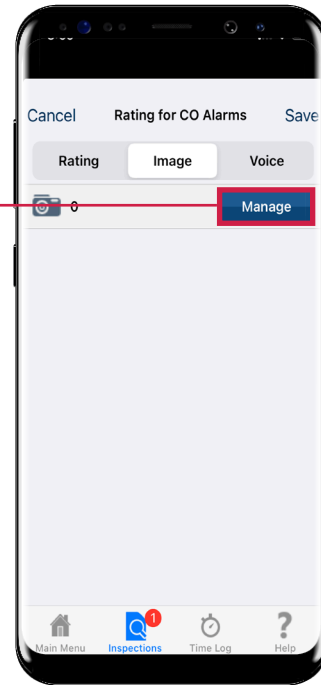 Cancel Rating for CO Alarms Save
Rating Image Voice
0 Manage
1
Main Menu Inspections Time Log Help